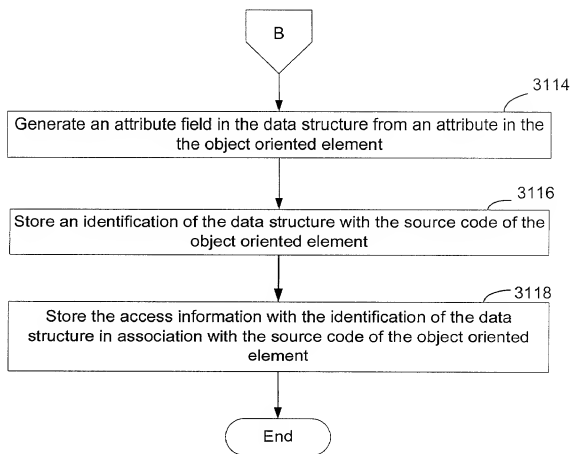 B
3114
Generate an attribute field in the data structure from an attribute in the
the object oriented element
3116
Store an identification of the data structure with the source code of the
object oriented element
3118
Store the access information with the identification of the data
structure in association with the source code of the object oriented
element
End